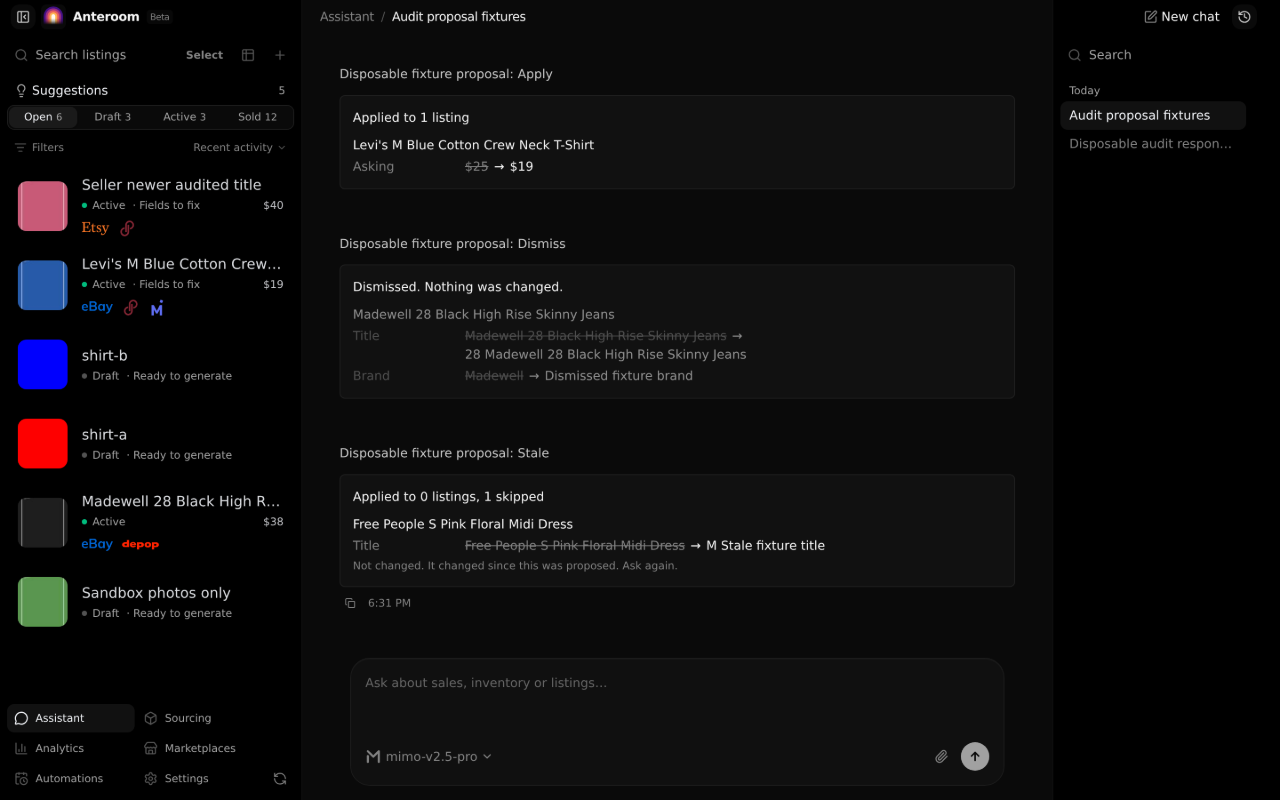 Anteroom Beta
Search listings Select
Suggestions 5
Open 6 Draft 3 Active 3 Sold 12
Filters Recent activity
Seller newer audited title
Active · Fields to fix $40
Etsy
Levi's M Blue Cotton Crew...
Active · Fields to fix $19
eBay
shirt-b
Draft · Ready to generate
shirt-a
Draft · Ready to generate
Madewell 28 Black High R...
Active $38
eBay depop
Sandbox photos only
Draft · Ready to generate
Assistant Sourcing
Analytics Marketplaces
Automations Settings
Assistant / Audit proposal fixtures
Disposable fixture proposal: Apply
Applied to 1 listing
Levi's M Blue Cotton Crew Neck T-Shirt
Asking $25 → $19
Disposable fixture proposal: Dismiss
Dismissed. Nothing was changed.
Madewell 28 Black High Rise Skinny Jeans
Title Madewell 28 Black High Rise Skinny Jeans →
28 Madewell 28 Black High Rise Skinny Jeans
Brand Madewell → Dismissed fixture brand
Disposable fixture proposal: Stale
Applied to 0 listings, 1 skipped
Free People S Pink Floral Midi Dress
Title Free People S Pink Floral Midi Dress → M Stale fixture title
Not changed. It changed since this was proposed. Ask again.
6:31 PM
Ask about sales, inventory or listings...
mimo-v2.5-pro
New chat
Search
Today
Audit proposal fixtures
Disposable audit respon...